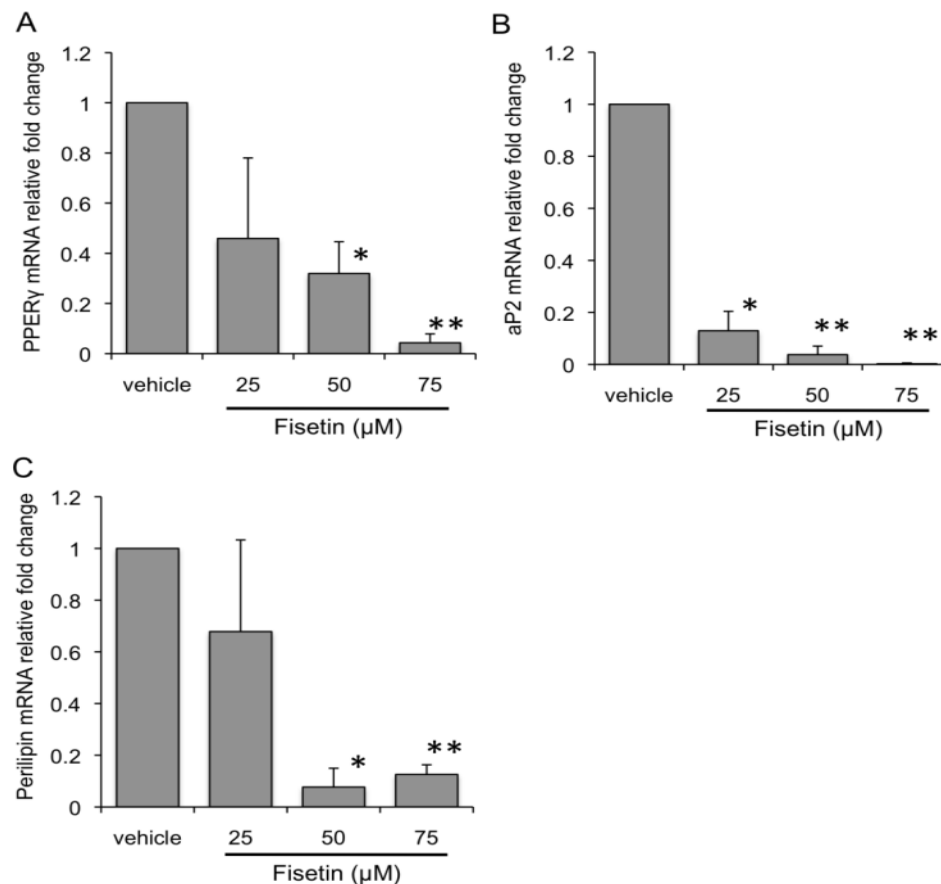 A
PPERγ mRNA relative fold change
1.2
1
0.8
0.6
0.4
0.2
0
*
**
vehicle 25 50 75
Fisetin (μM)
B
aP2 mRNA relative fold change
1.2
1
0.8
0.6
0.4
0.2
0
*
**
**
vehicle 25 50 75
Fisetin (μM)
C
Perilipin mRNA relative fold change
1.2
1
0.8
0.6
0.4
0.2
0
*
**
vehicle 25 50 75
Fisetin (μM)